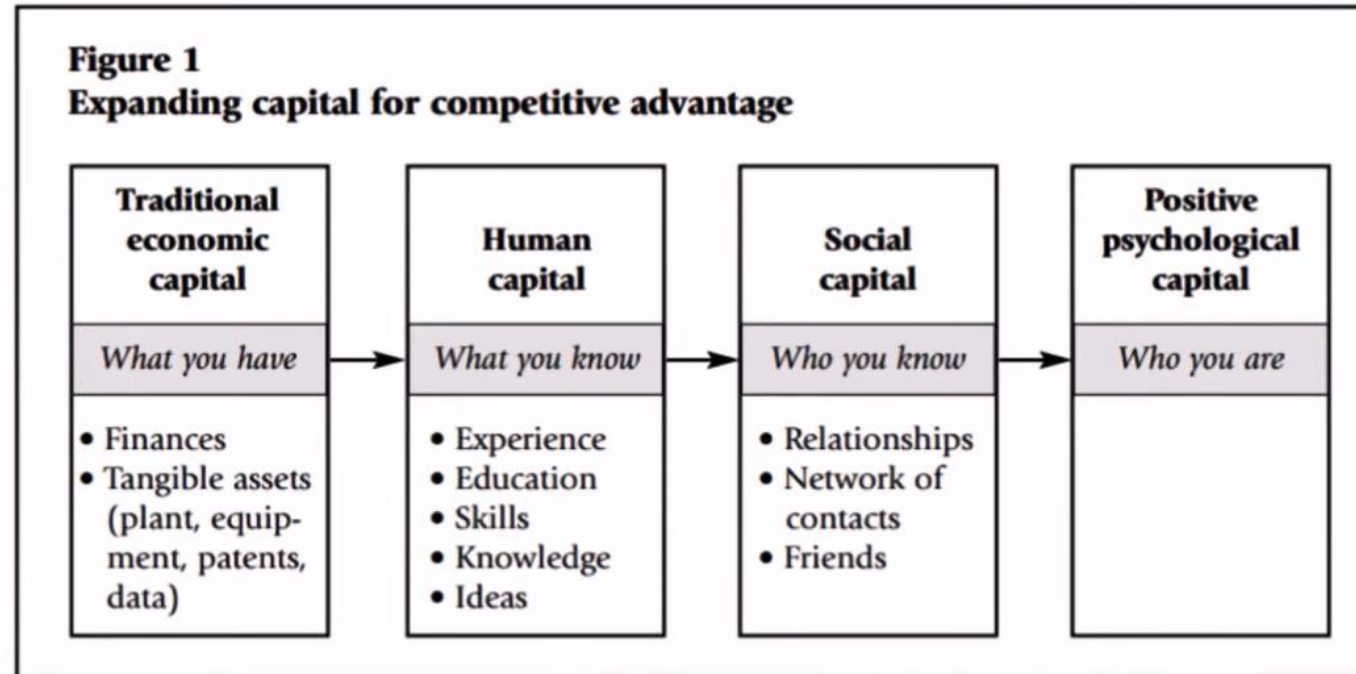 Figure 1
Expanding capital for competitive advantage
Traditional
economic
capital
What you have
• Finances
• Tangible assets
(plant, equip-
ment, patents,
data)
Human
capital
What you know
• Experience
• Education
• Skills
• Knowledge
• Ideas
Social
capital
Who you know
• Relationships
• Network of
contacts
• Friends
Positive
psychological
capital
Who you are